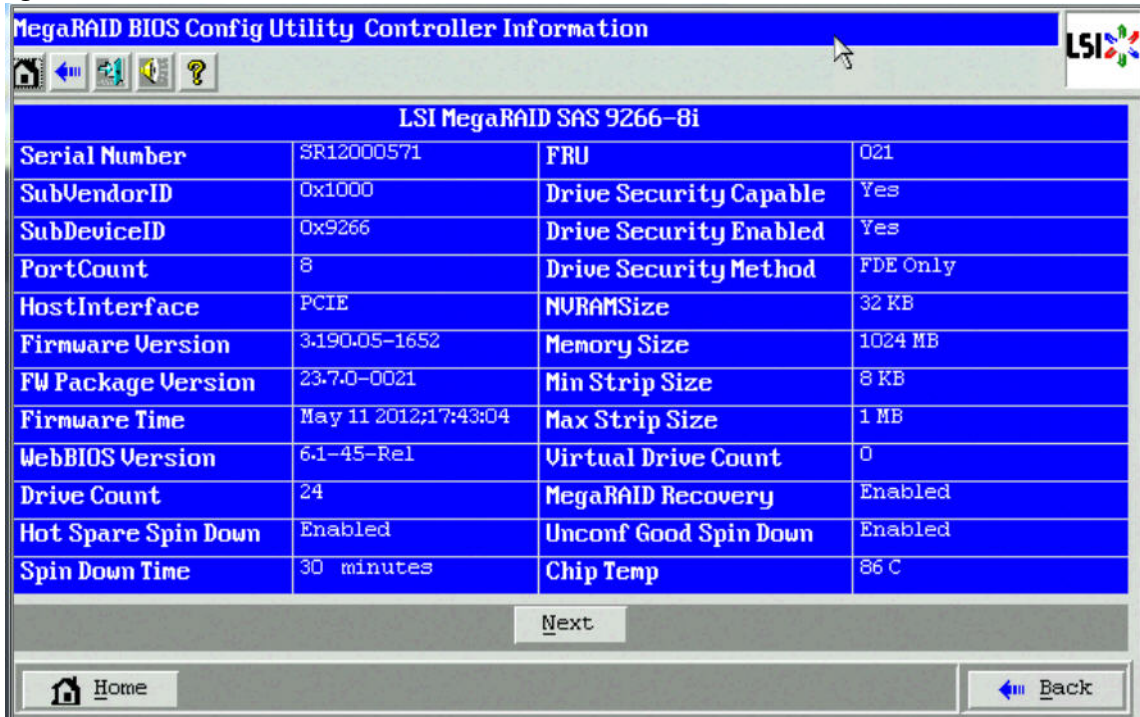 MegaRAID BIOS Config Utility Controller Information
LSI
LSI MegaRAID SAS 9266-8i
Serial Number SR12000571 FRU 021
SubVendorID 0x1000 Drive Security Capable Yes
SubDeviceID 0x9266 Drive Security Enabled Yes
PortCount 8 Drive Security Method FDE Only
HostInterface PCIE NVRAMSize 32 KB
Firmware Version 3.190.05-1652 Memory Size 1024 MB
FW Package Version 23.7.0-0021 Min Strip Size 8 KB
Firmware Time May 11 2012;17:43:04 Max Strip Size 1 MB
WebBIOS Version 6.1-45-Rel Virtual Drive Count 0
Drive Count 24 MegaRAID Recovery Enabled
Hot Spare Spin Down Enabled Unconf Good Spin Down Enabled
Spin Down Time 30 minutes Chip Temp 86 C
Next
Home Back